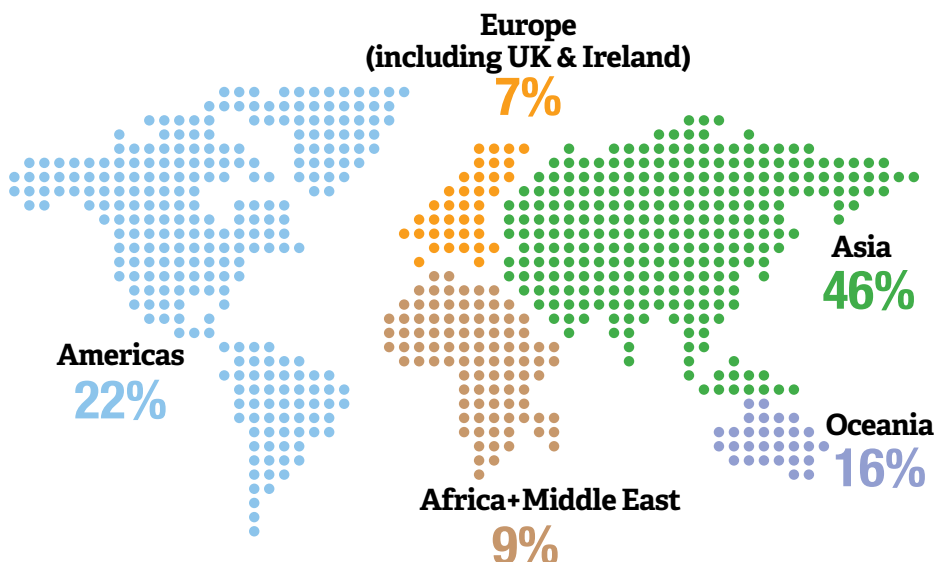 Europe
(including UK & Ireland)
7%
Asia
46%
Americas
22%
Oceania
16%
Africa+Middle East
9%